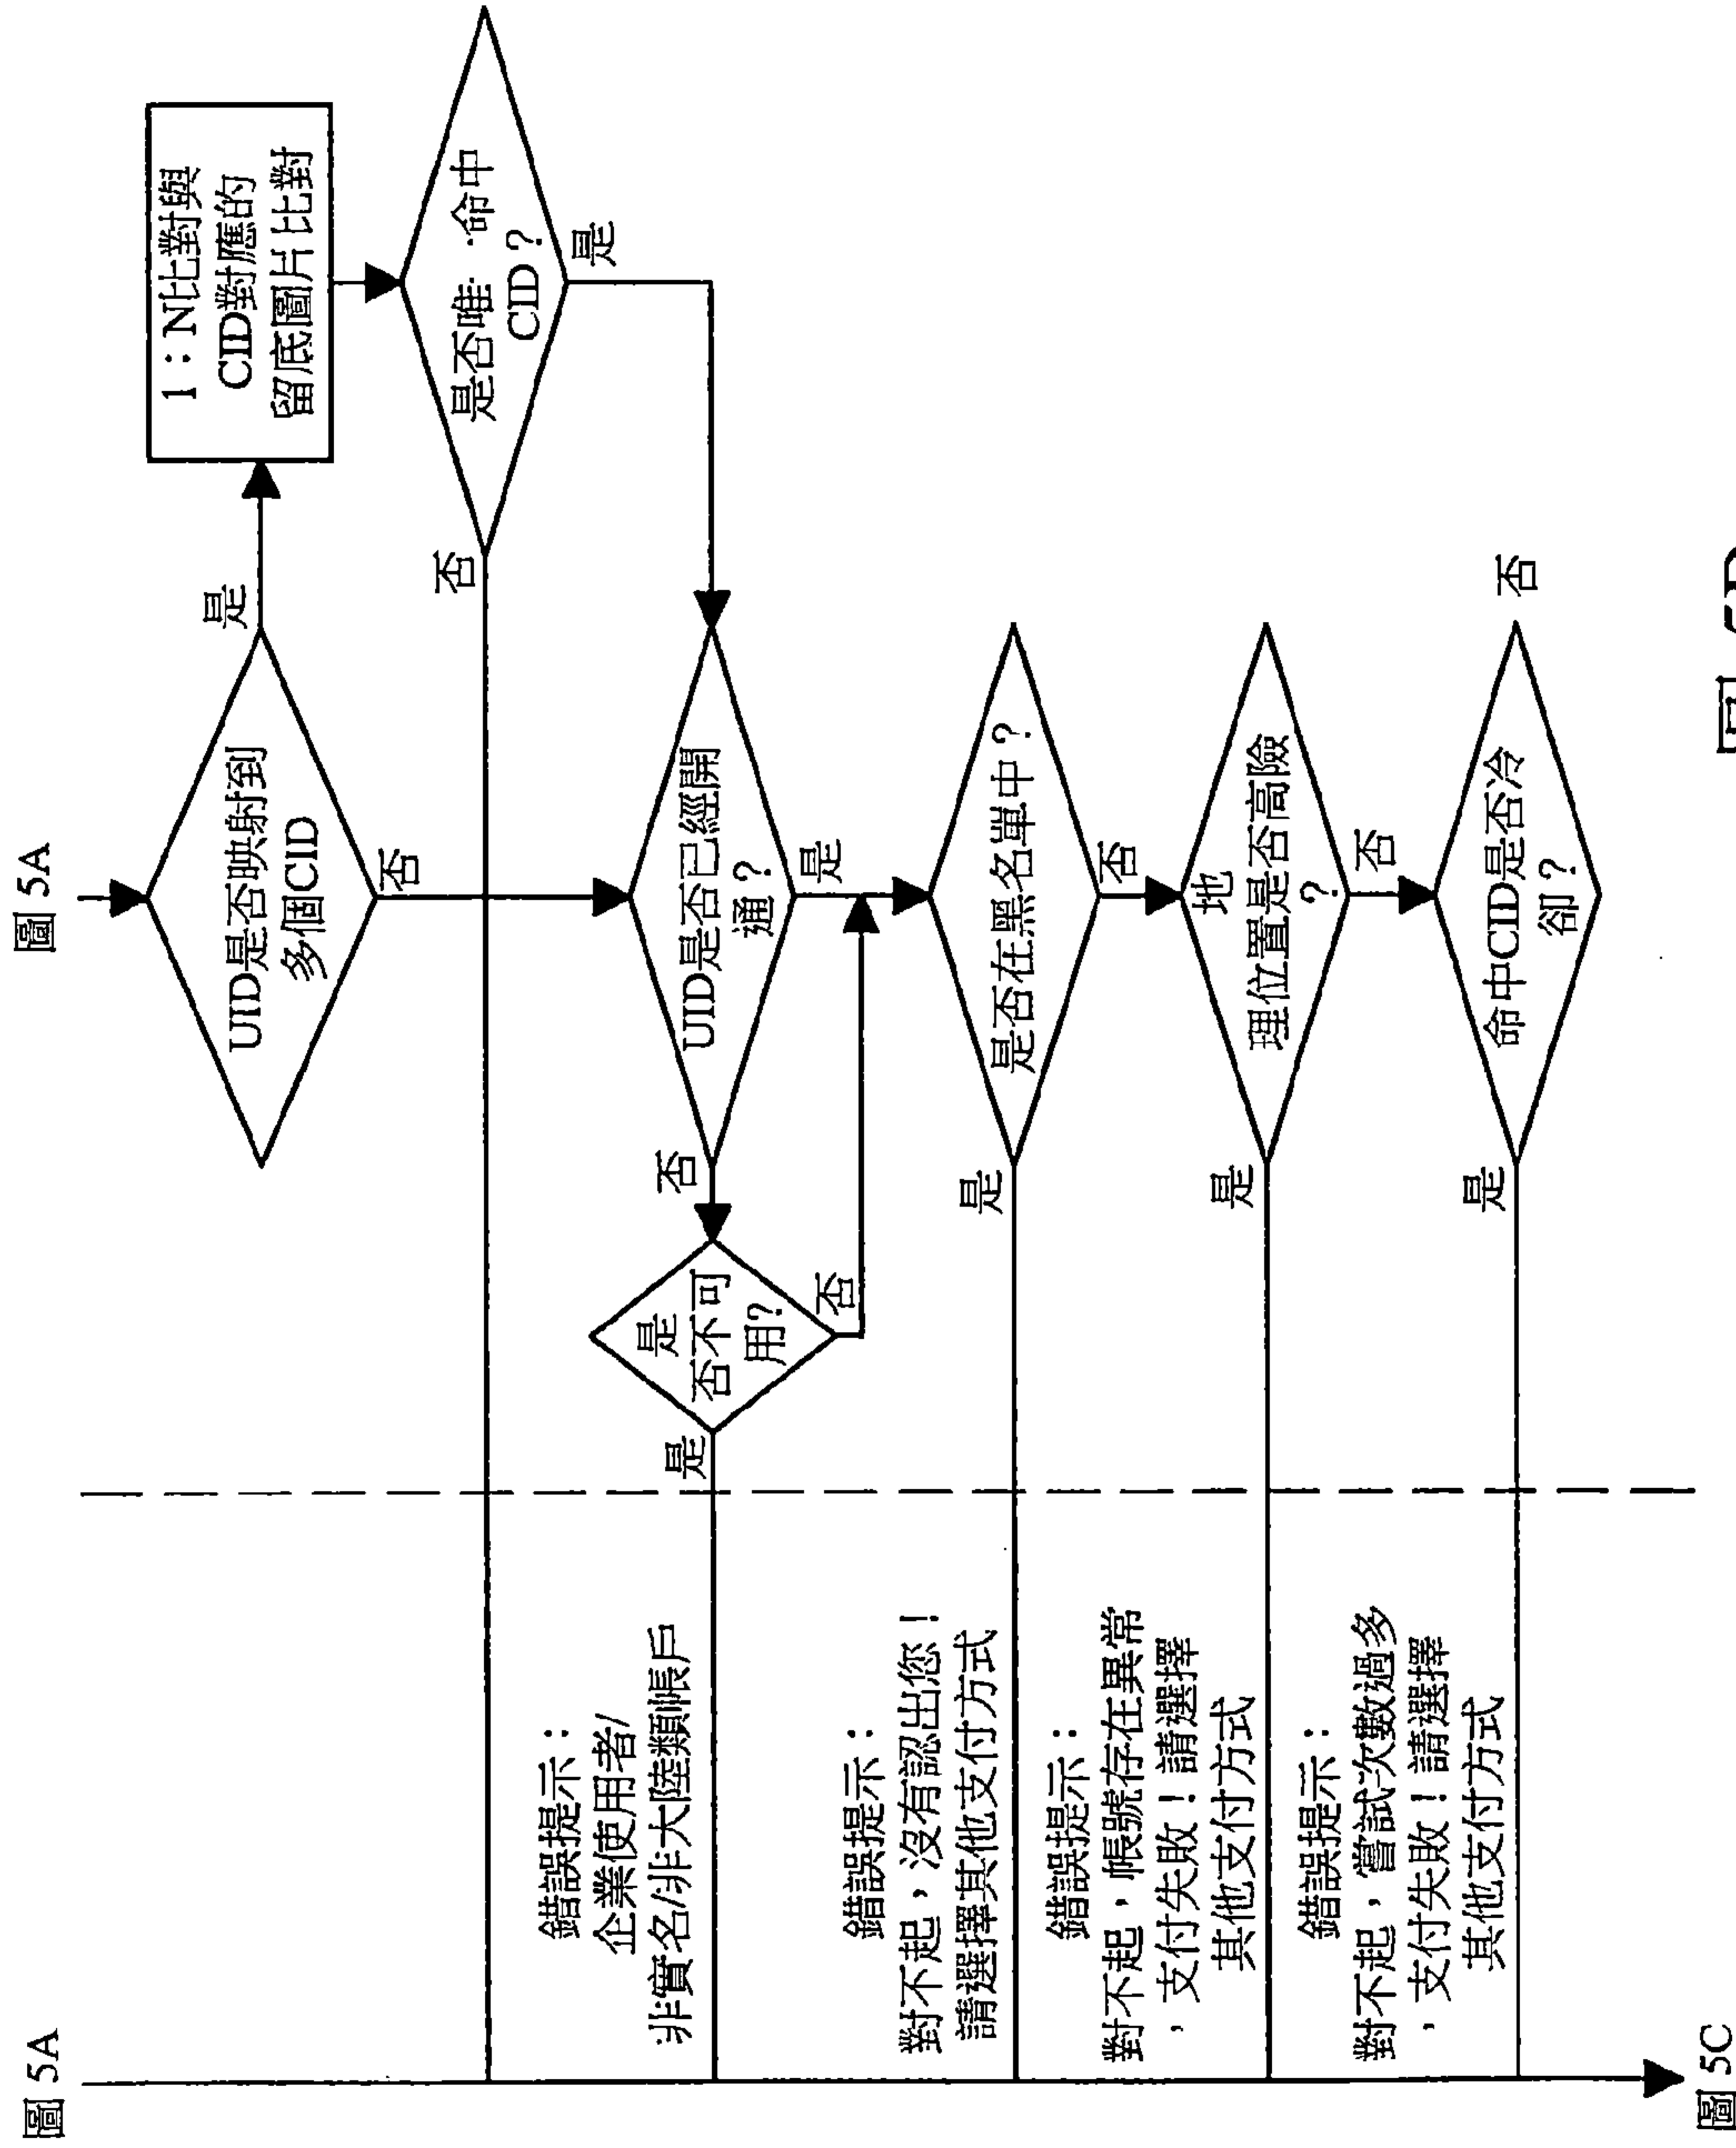 圖 5A
圖 5A
UID是否映射到
多個CID
是
否
1：N比對與
CID對應的
留底圖片比對
是否唯一命中
CID？
否
是
UID是否已經開
通？
否
是
是
否不可
用？
是
否
錯誤提示：
企業使用者/
非實名/非大陸類帳戶
是否在黑名單中？
是
否
錯誤提示：
對不起，沒有認出您！
請選擇其他支付方式
地
理位置是否高險
？
是
否
錯誤提示：
對不起，帳號存在異常
，支付失敗！請選擇
其他支付方式
命中CID是否冷
卻？
是
否
錯誤提示：
對不起，嘗試次數過多
，支付失敗！請選擇
其他支付方式
圖 5C